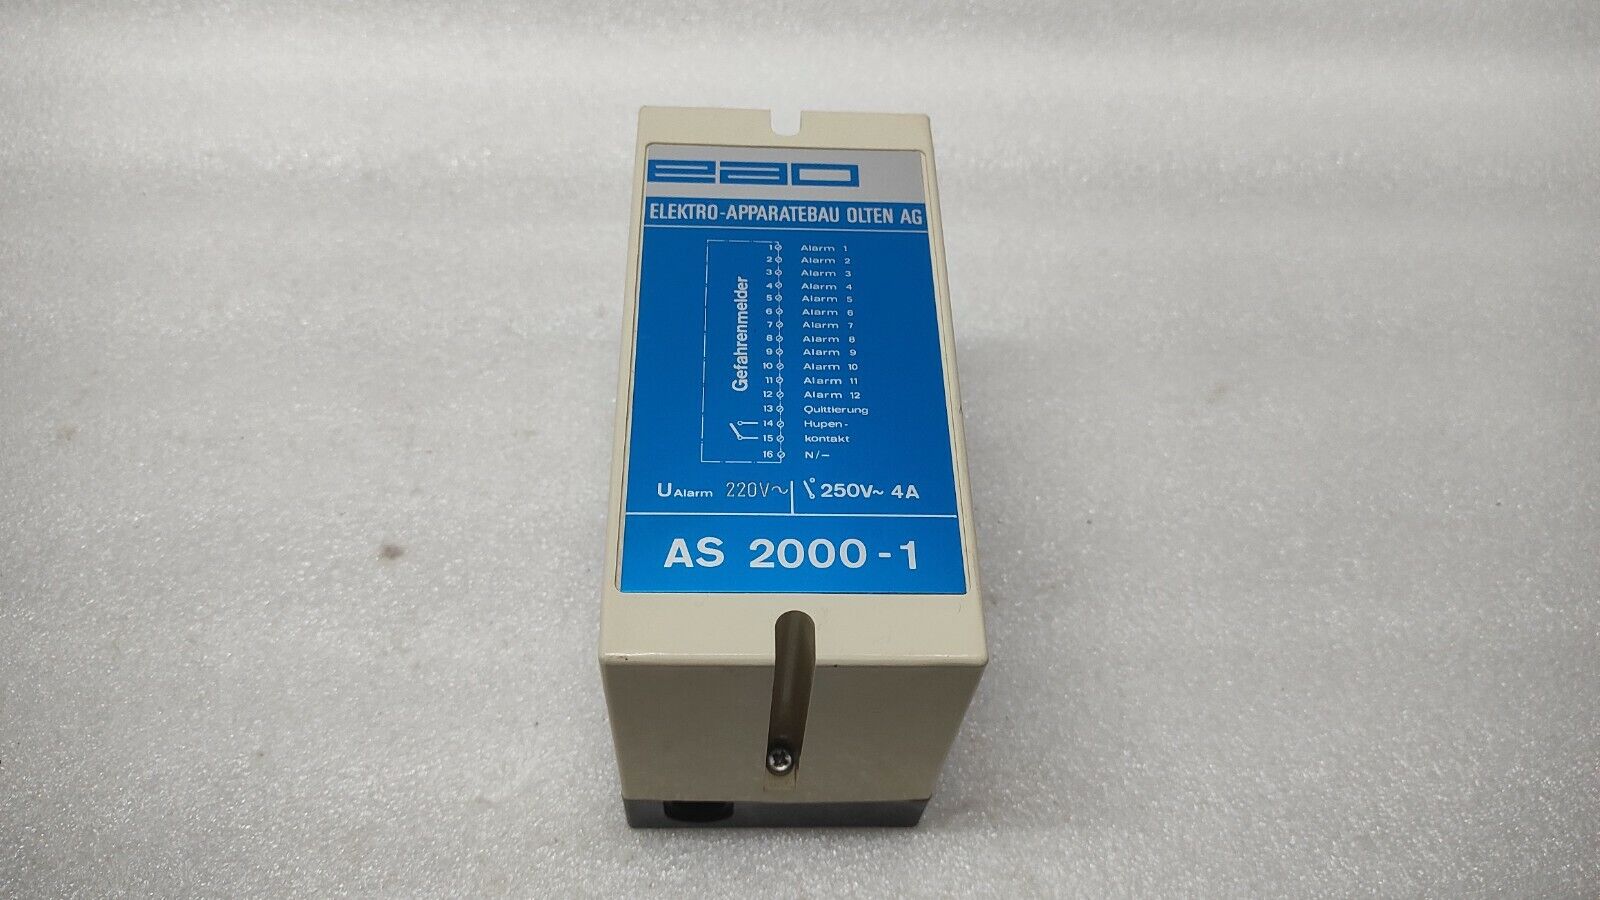 eao
ELEKTRO-APPARATEBAU OLTEN AG
Gefahrenmelder
1 Alarm 1
2 Alarm 2
3 Alarm 3
4 Alarm 4
5 Alarm 5
6 Alarm 6
7 Alarm 7
8 Alarm 8
9 Alarm 9
10 Alarm 10
11 Alarm 11
12 Alarm 12
13 Quittierung
14 Hupen-
15 kontakt
16 N/–
U Alarm 220V~ 250V~ 4A
AS 2000-1